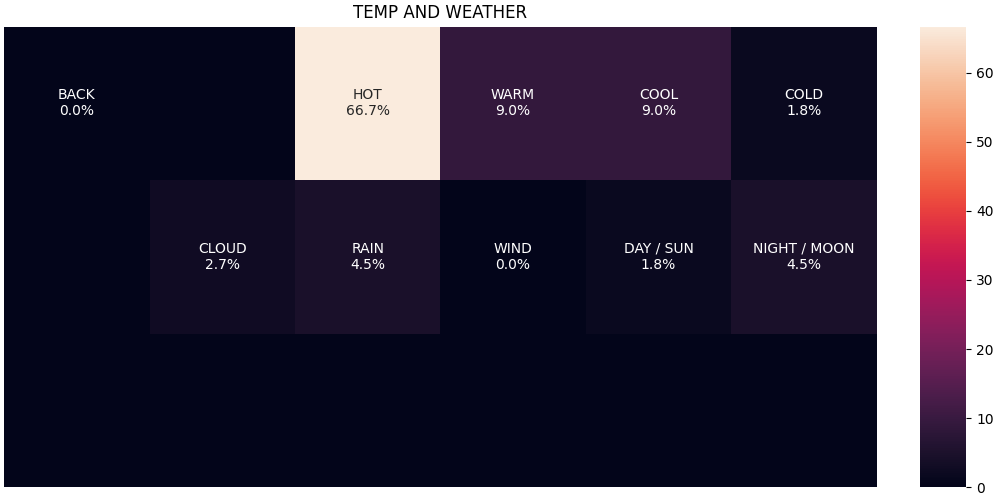 TEMP AND WEATHER
BACK
0.0%
HOT
66.7%
WARM
9.0%
COOL
9.0%
COLD
1.8%
CLOUD
2.7%
RAIN
4.5%
WIND
0.0%
DAY / SUN
1.8%
NIGHT / MOON
4.5%
60
50
40
30
20
10
0